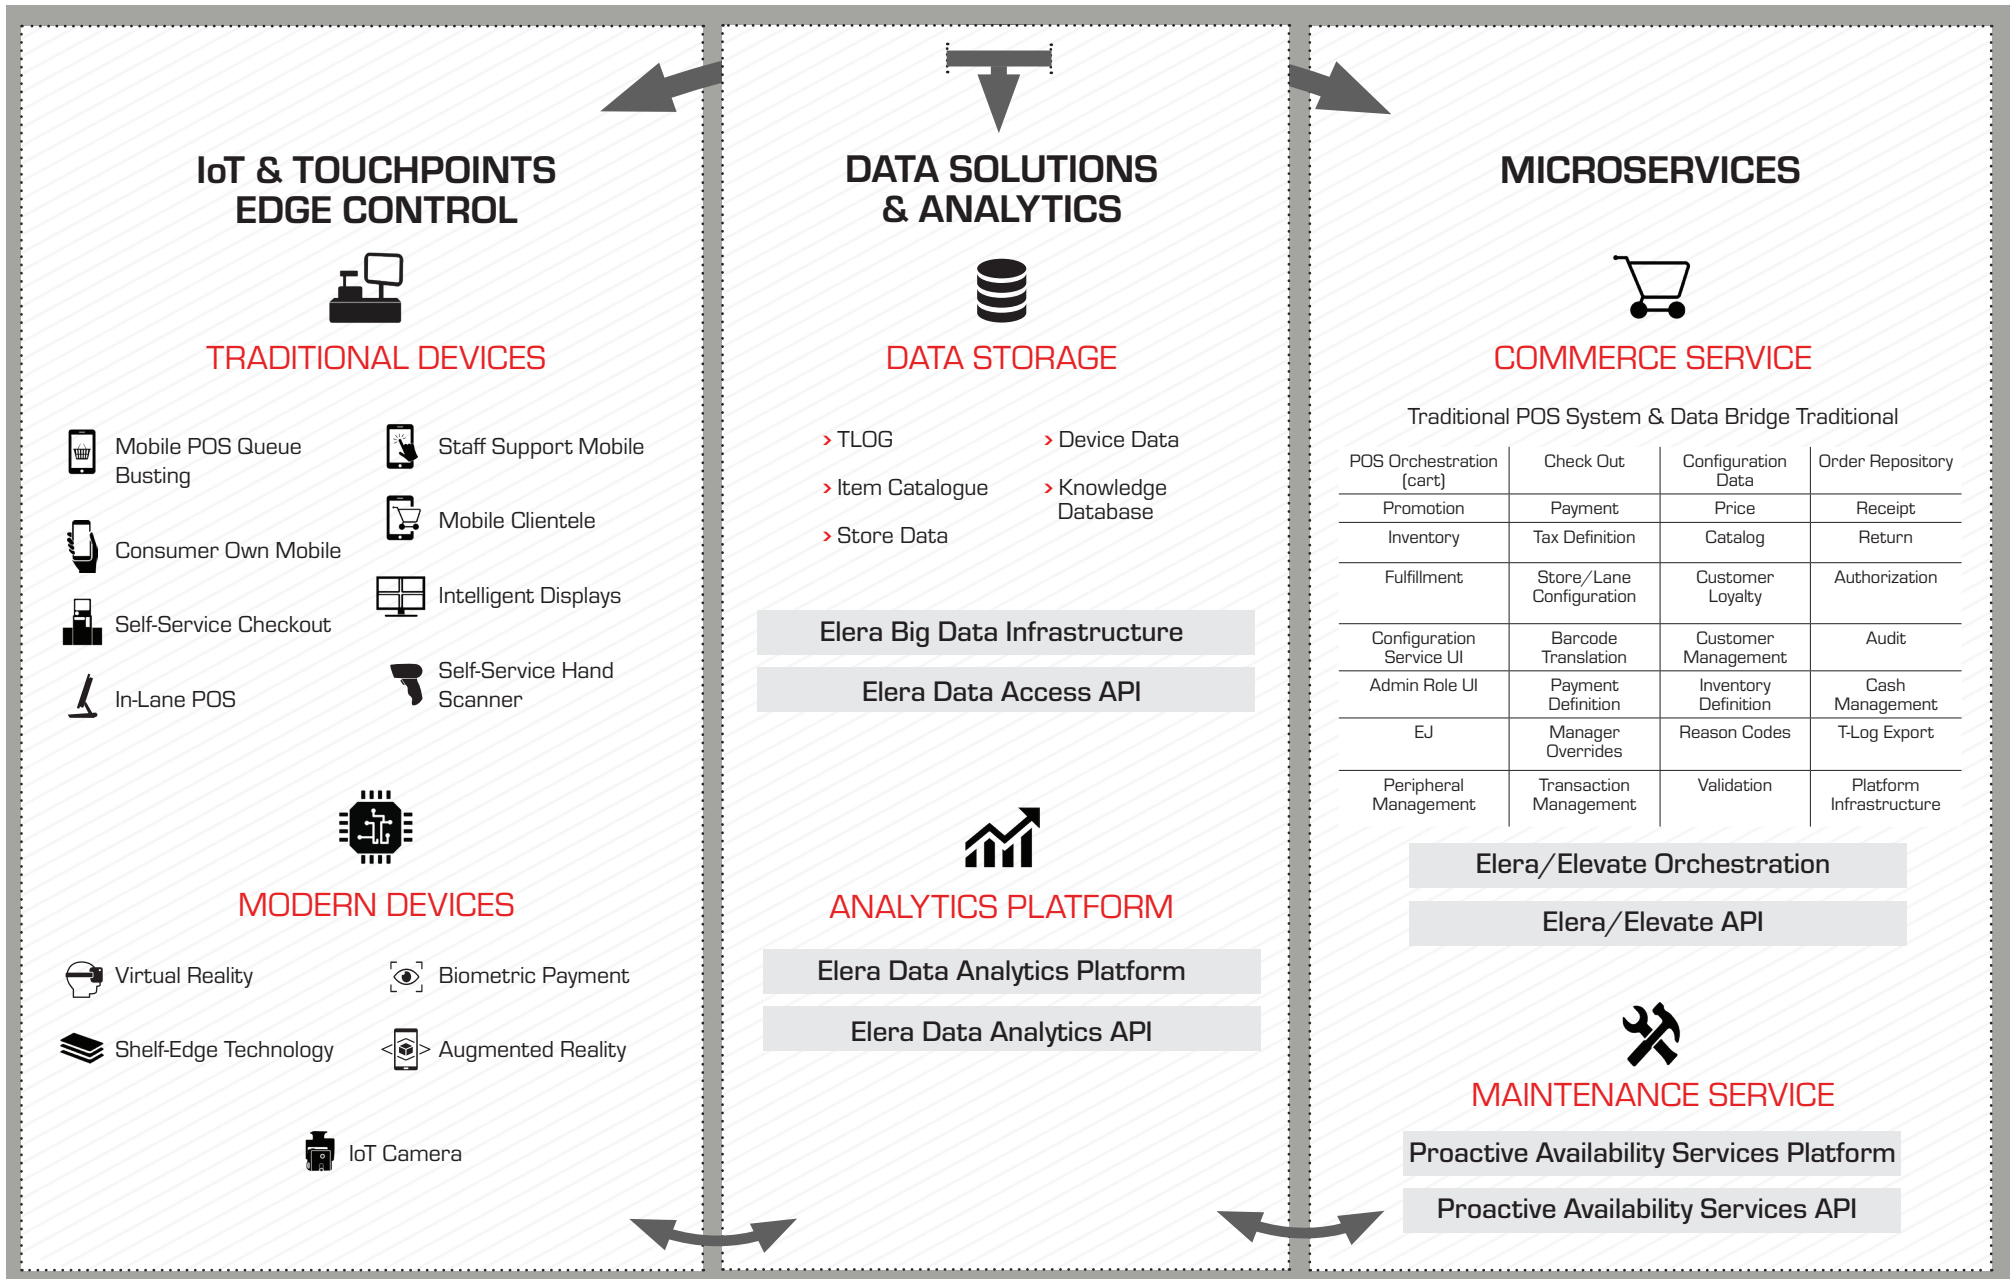 IoT & TOUCHPOINTS
EDGE CONTROL
TRADITIONAL DEVICES
Mobile POS Queue
Busting
Consumer Own Mobile
Self-Service Checkout
In-Lane POS
Staff Support Mobile
Mobile Clientele
Intelligent Displays
Self-Service Hand
Scanner
MODERN DEVICES
Virtual Reality
Biometric Payment
Shelf-Edge Technology
Augmented Reality
IoT Camera
DATA SOLUTIONS
& ANALYTICS
DATA STORAGE
› TLOG
› Item Catalogue
› Store Data
› Device Data
› Knowledge
Database
Elera Big Data Infrastructure
Elera Data Access API
ANALYTICS PLATFORM
Elera Data Analytics Platform
Elera Data Analytics API
MICROSERVICES
COMMERCE SERVICE
Traditional POS System & Data Bridge Traditional
POS Orchestration
(cart)
Check Out
Configuration
Data
Order Repository
Promotion
Payment
Price
Receipt
Inventory
Tax Definition
Catalog
Return
Fulfillment
Store/Lane
Configuration
Customer
Loyalty
Authorization
Configuration
Service UI
Barcode
Translation
Customer
Management
Audit
Admin Role UI
Payment
Definition
Inventory
Definition
Cash
Management
EJ
Manager
Overrides
Reason Codes
T-Log Export
Peripheral
Management
Transaction
Management
Validation
Platform
Infrastructure
Elera/Elevate Orchestration
Elera/Elevate API
MAINTENANCE SERVICE
Proactive Availability Services Platform
Proactive Availability Services API